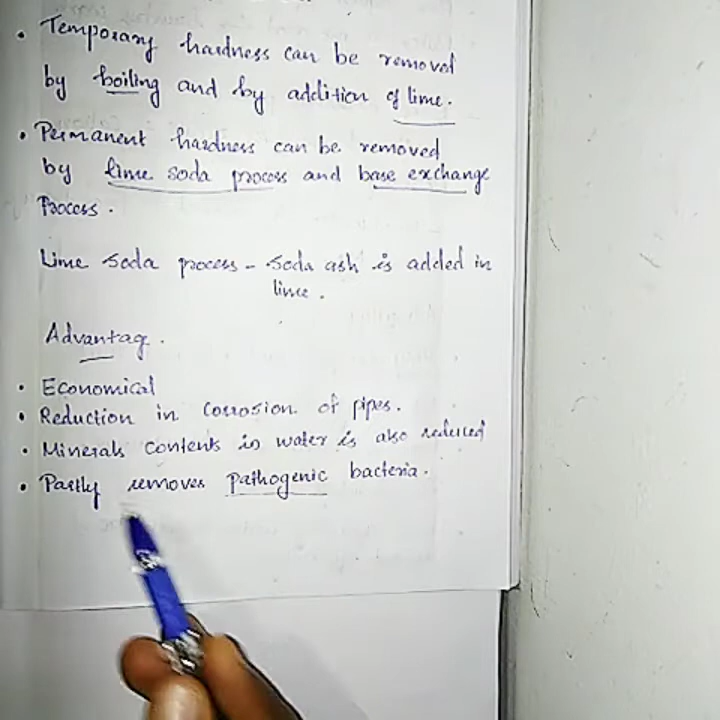 • Temporary hardness can be removed
by boiling and by addition of lime.
• Permanent hardness can be removed
by lime soda process and base exchange
Process.
Lime soda process - Soda ash is added in
lime.
Advantag.
• Economical
• Reduction in corrosion of pipes.
• Minerals contents in water is also reduced
• Partly removes pathogenic bacteria.